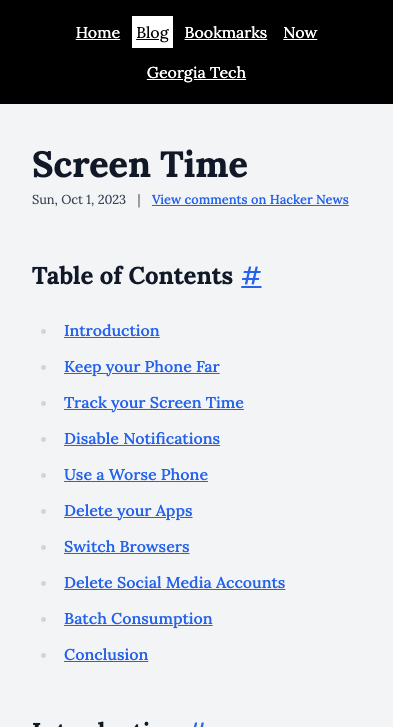 Home Blog Bookmarks Now
Georgia Tech
Screen Time
Sun, Oct 1, 2023 | View comments on Hacker News
Table of Contents #
Introduction
Keep your Phone Far
Track your Screen Time
Disable Notifications
Use a Worse Phone
Delete your Apps
Switch Browsers
Delete Social Media Accounts
Batch Consumption
Conclusion